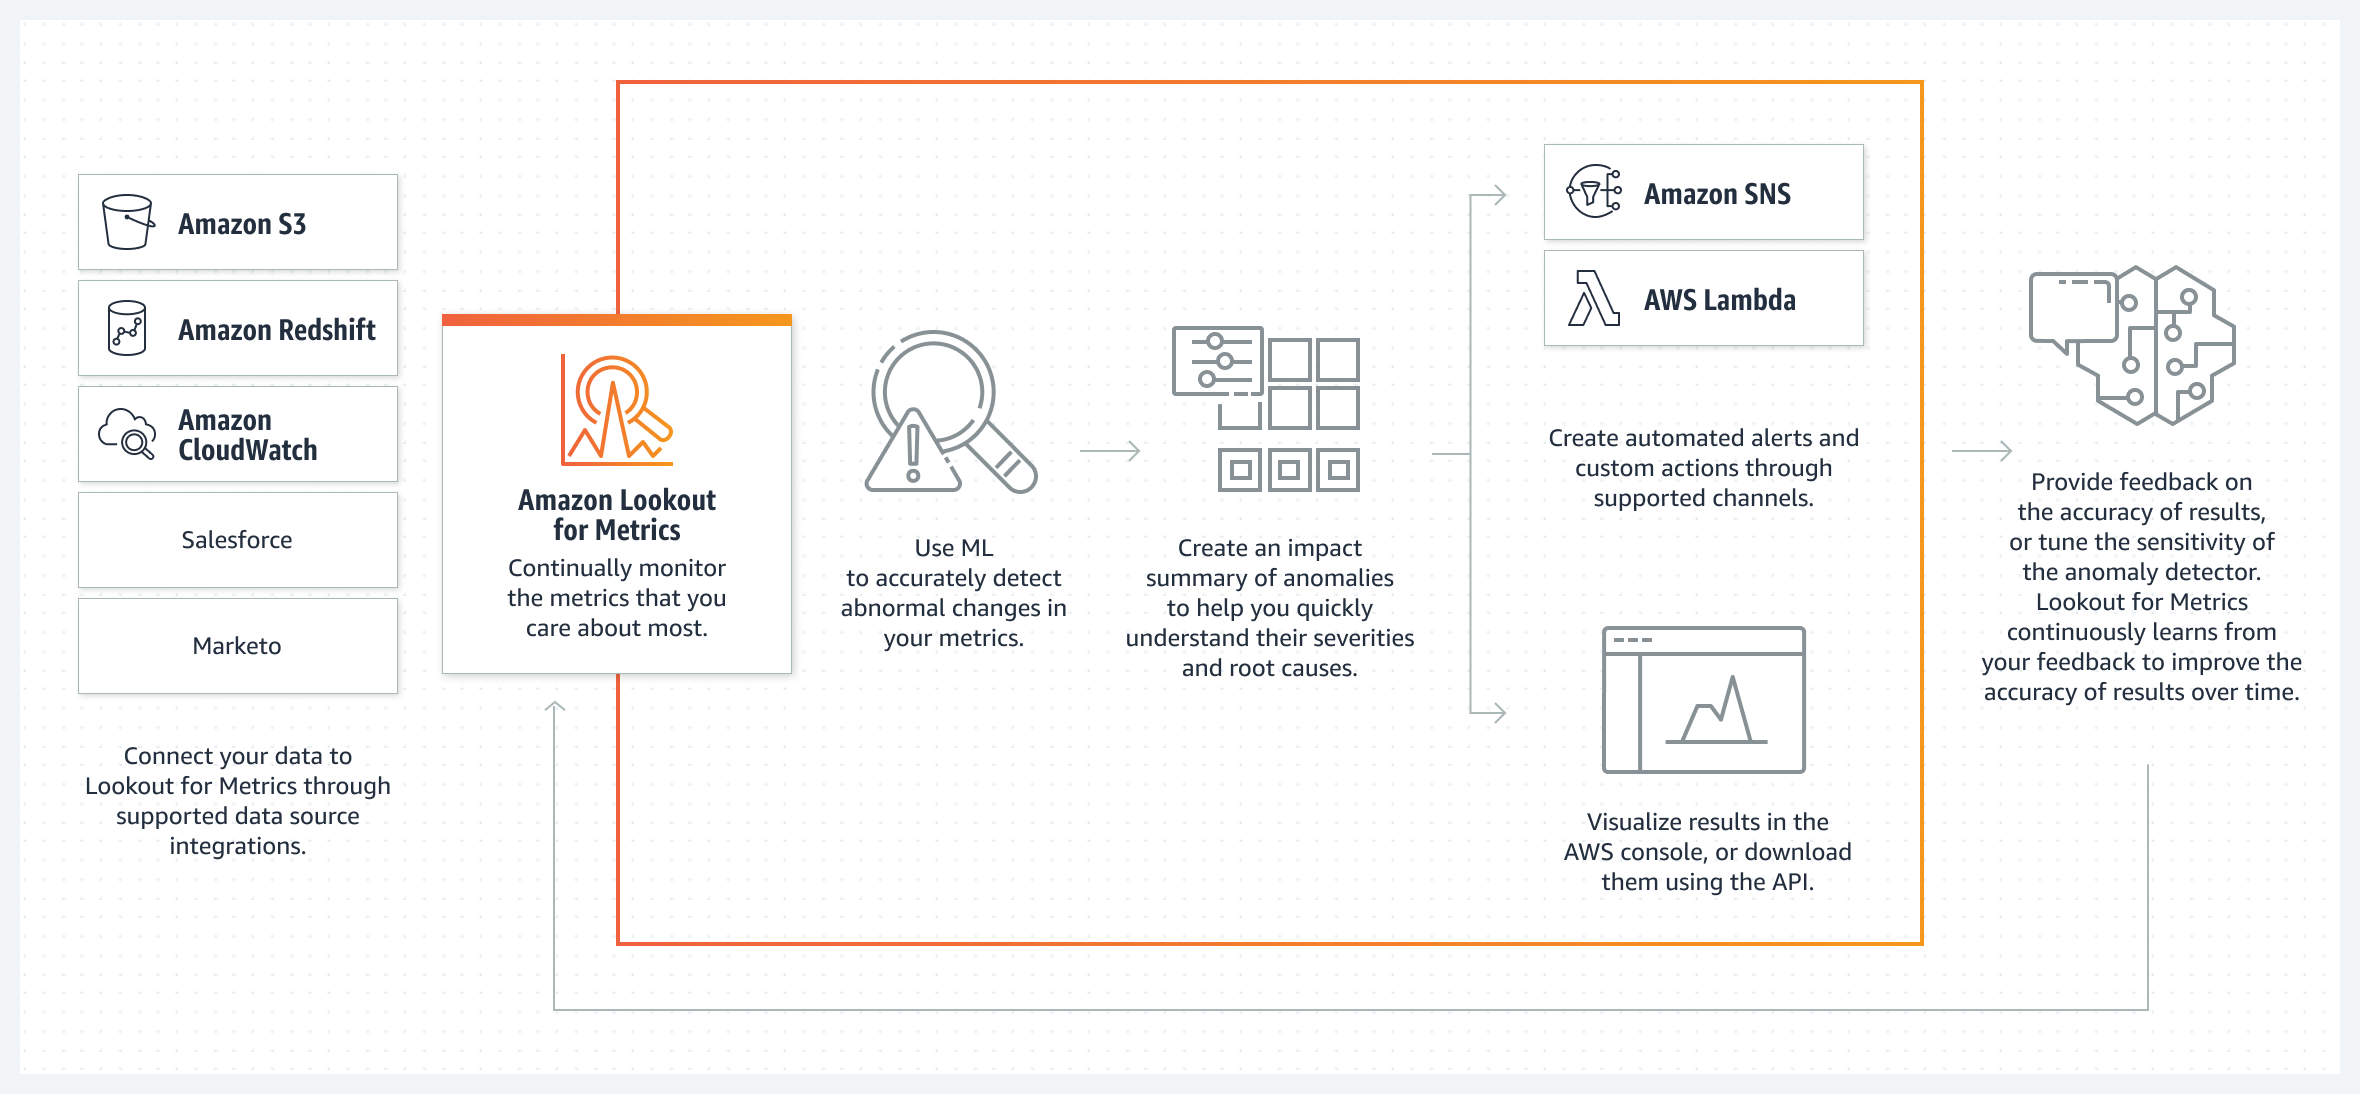 Amazon S3
Amazon Redshift
Amazon
CloudWatch
Salesforce
Marketo
Connect your data to
Lookout for Metrics through
supported data source
integrations.
Amazon Lookout
for Metrics
Continually monitor
the metrics that you
care about most.
Use ML
to accurately detect
abnormal changes in
your metrics.
Create an impact
summary of anomalies
to help you quickly
understand their severities
and root causes.
Amazon SNS
AWS Lambda
Create automated alerts and
custom actions through
supported channels.
Visualize results in the
AWS console, or download
them using the API.
Provide feedback on
the accuracy of results,
or tune the sensitivity of
the anomaly detector.
Lookout for Metrics
continuously learns from
your feedback to improve the
accuracy of results over time.